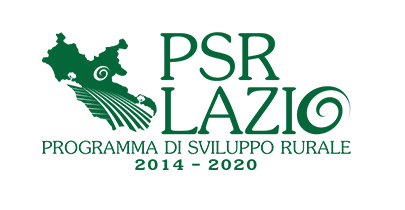 PSR
LAZIO
PROGRAMMA DI SVILUPPO RURALE
2014 - 2020